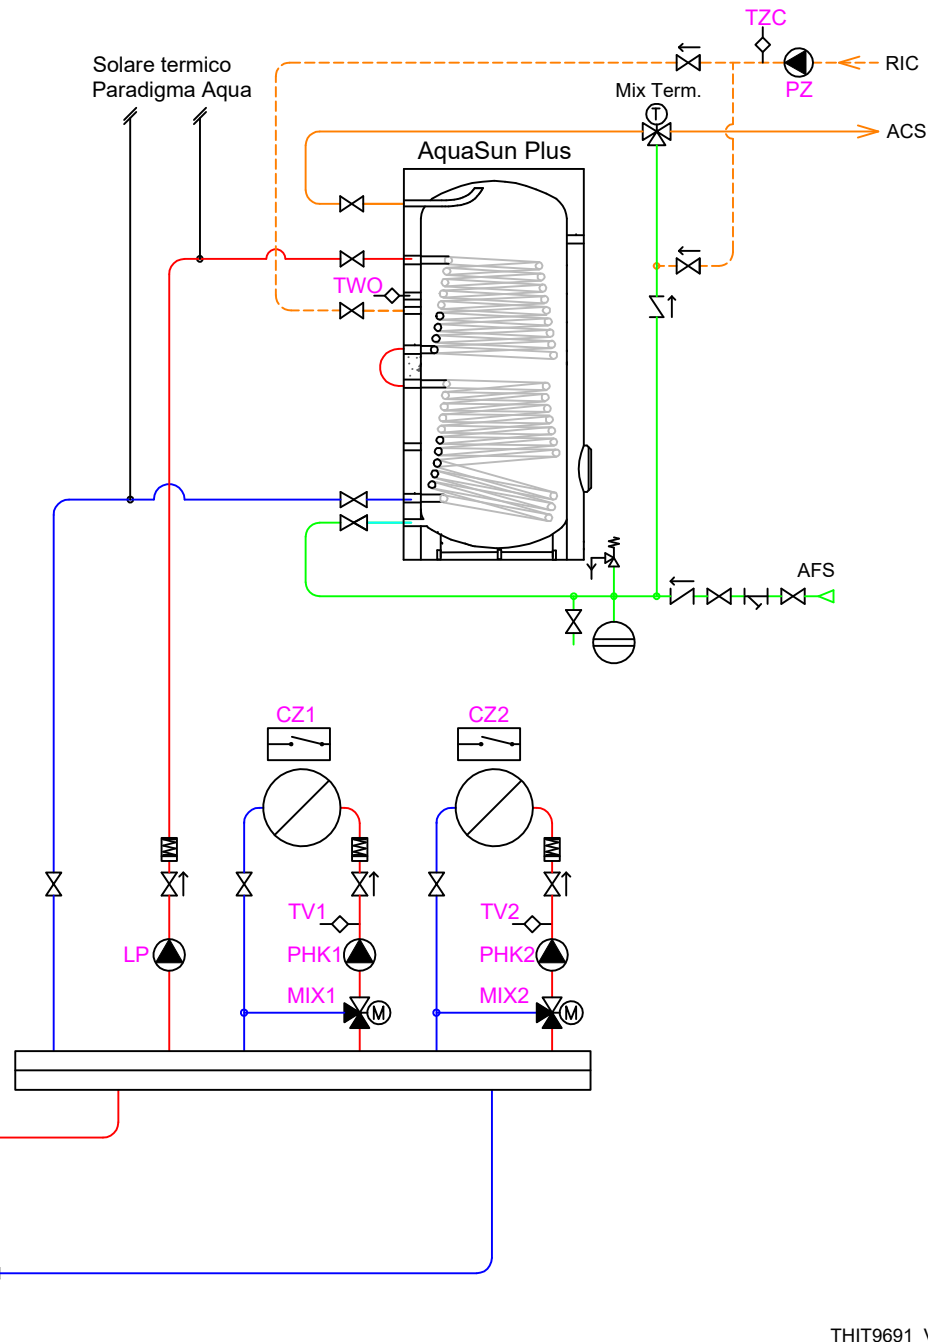 TZC
Solare termico
Paradigma Aqua
RIC
Mix Term.
PZ
T
ACS
AquaSun Plus
TWO
AFS
CZ1
CZ2
TV1
TV2
LP
PHK1
PHK2
MIX1
M
MIX2
M
THIT9691_V